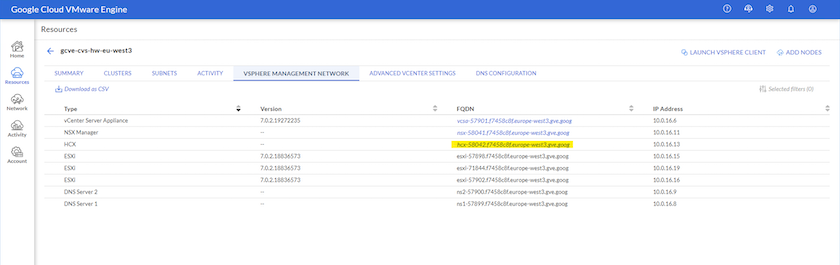 Google Cloud VMware Engine
Resources
gcve-cvs-hw-eu-west3
LAUNCH VSPHERE CLIENT
ADD NODES
SUMMARY CLUSTERS SUBNETS ACTIVITY VSPHERE MANAGEMENT NETWORK ADVANCED VCENTER SETTINGS DNS CONFIGURATION
Download as CSV
Selected filters (0)
Type Version FQDN IP Address
vCenter Server Appliance 7.0.2.19272235 vcsa-57901.f7458c8f.europe-west3.gve.goog 10.0.16.6
NSX Manager -- nsx-58041.f7458c8f.europe-west3.gve.goog 10.0.16.11
HCX -- hcx-58042.f7458c8f.europe-west3.gve.goog 10.0.16.13
ESXi 7.0.2.18836573 esxi-57898.f7458c8f.europe-west3.gve.goog 10.0.16.15
ESXi 7.0.2.18836573 esxi-71844.f7458c8f.europe-west3.gve.goog 10.0.16.19
ESXi 7.0.2.18836573 esxi-57902.f7458c8f.europe-west3.gve.goog 10.0.16.16
DNS Server 2 -- ns2-57900.f7458c8f.europe-west3.gve.goog 10.0.16.9
DNS Server 1 -- ns1-57899.f7458c8f.europe-west3.gve.goog 10.0.16.8
Home
Resources
Network
Activity
Account